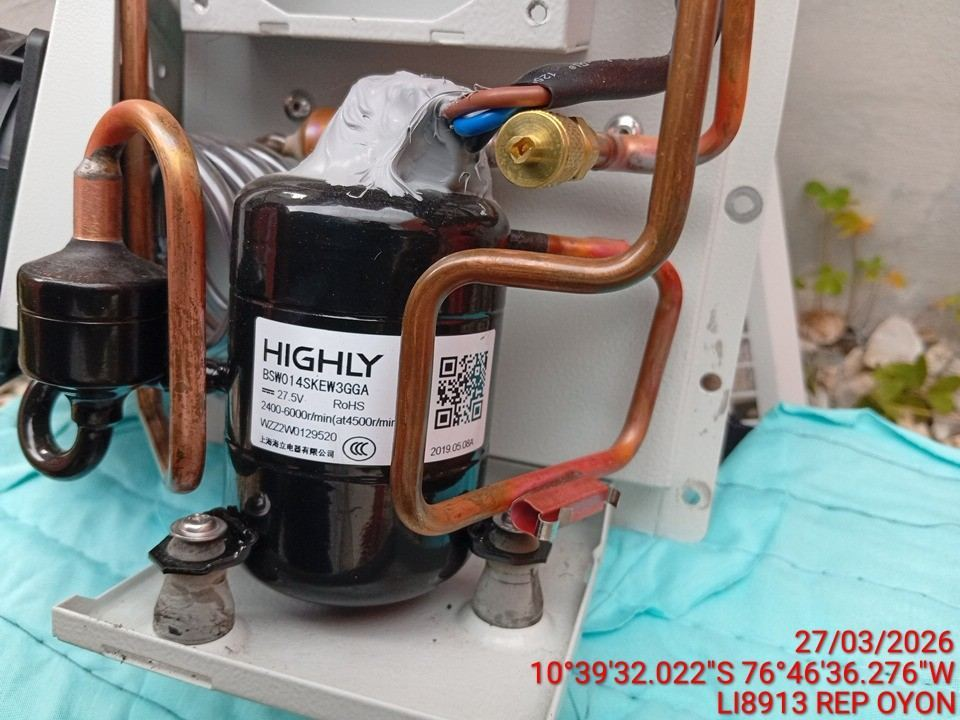 HIGHLY
BSW014SKEW3GGA
27.5V RoHS
2400-6000r/min(at4500r/min
WZZ2W0129520
上海海立电器有限公司
CCC
2019.05.08A
27/03/2026
10°39'32.022"S 76°46'36.276"W
LI8913 REP OYON